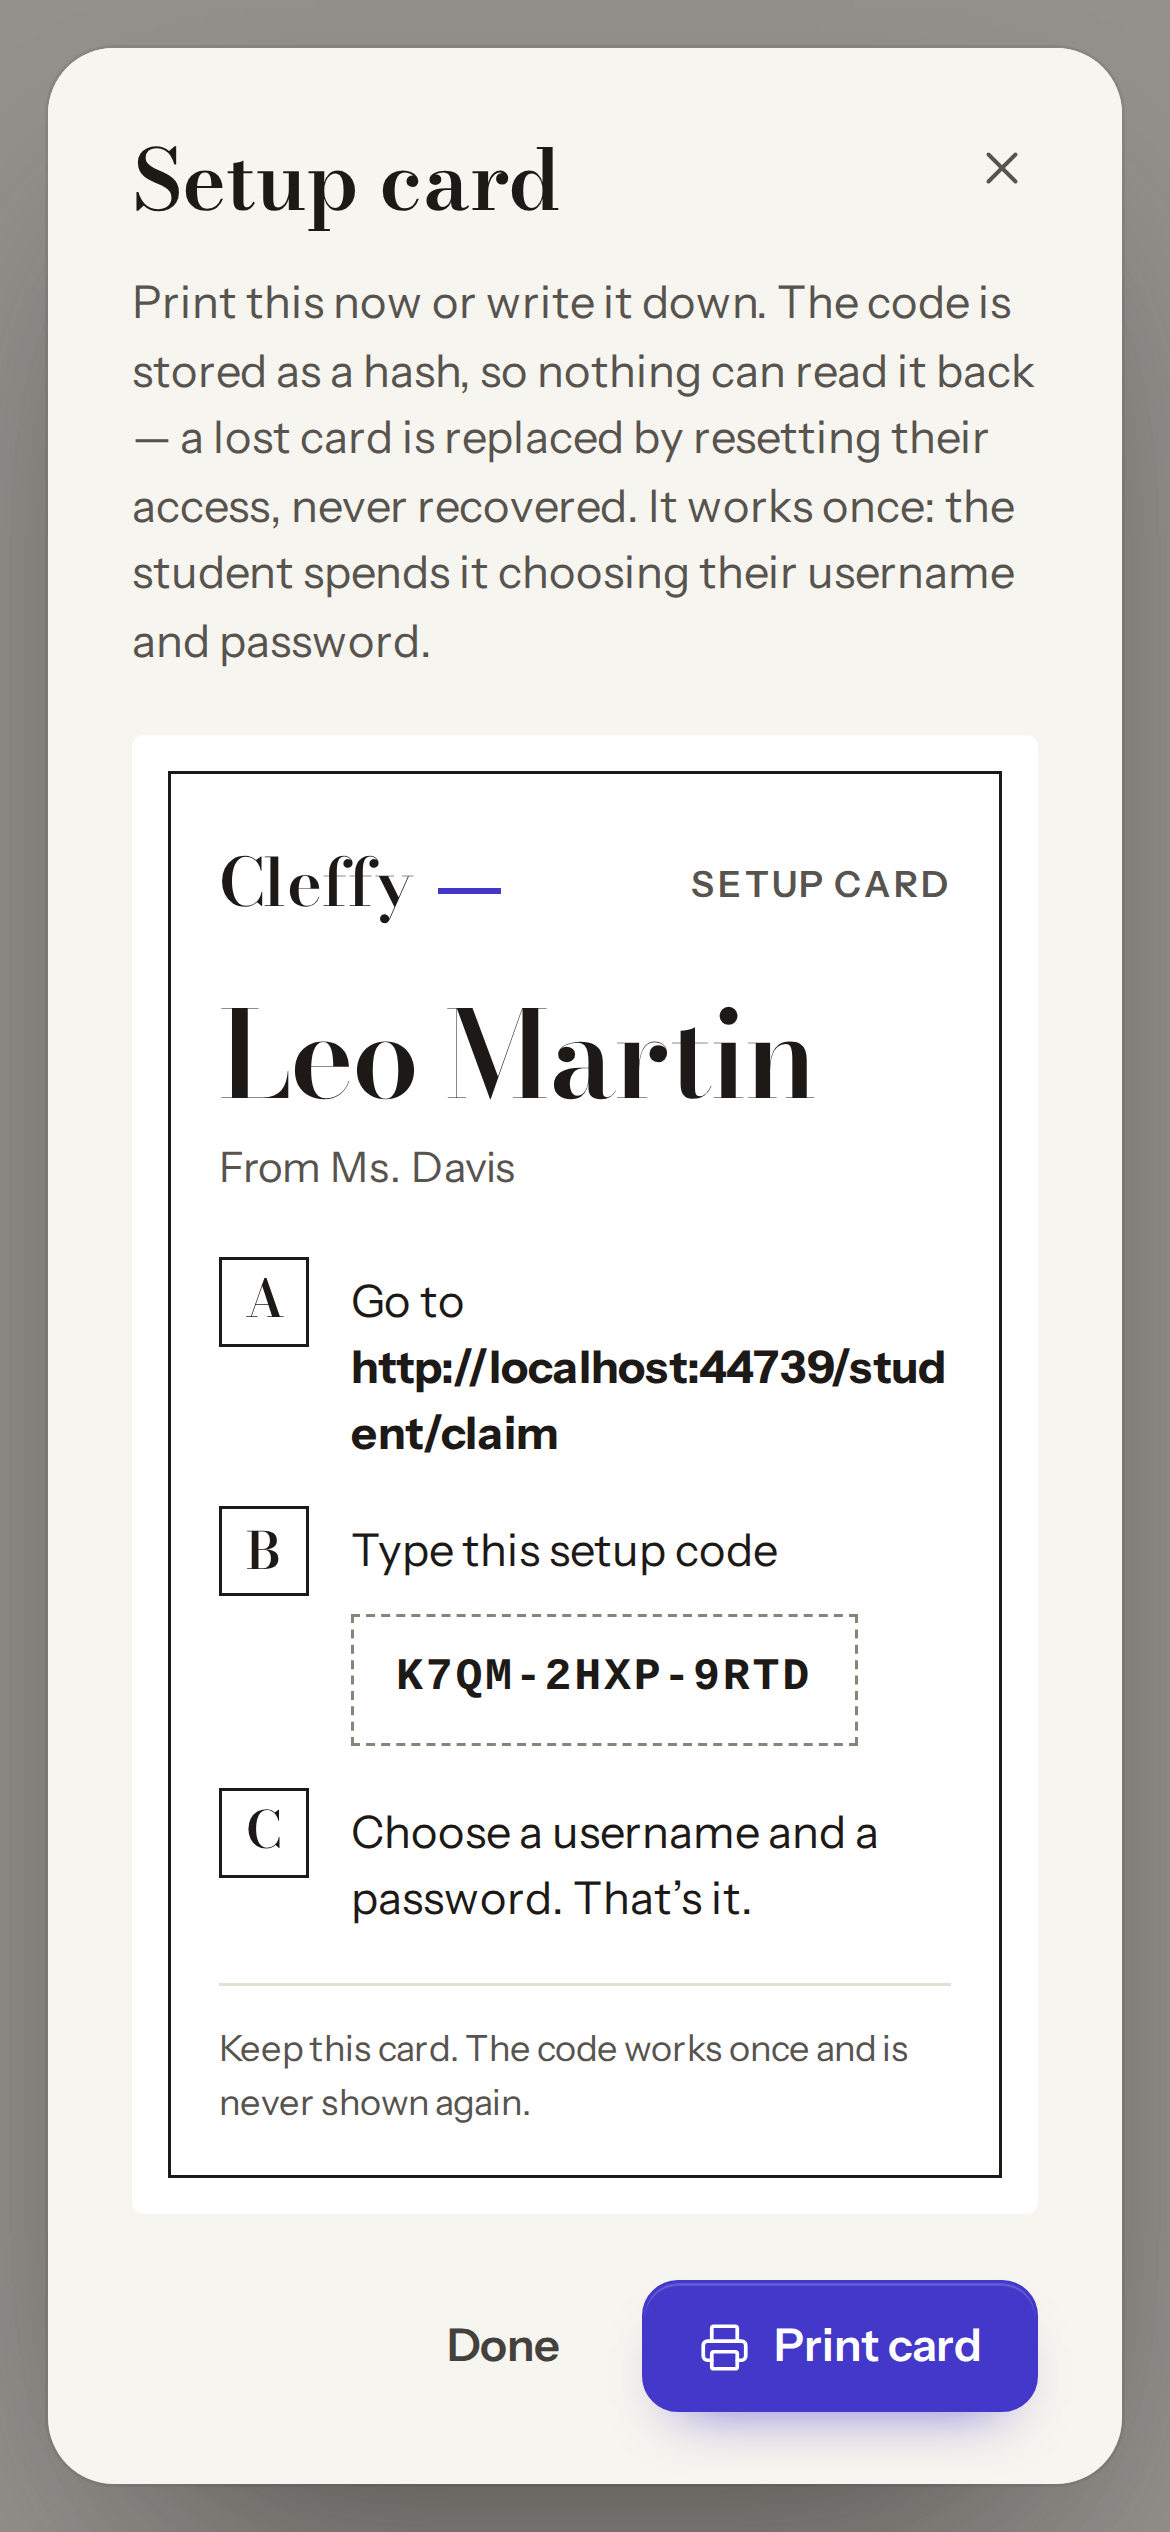 Setup card
Print this now or write it down. The code is
stored as a hash, so nothing can read it back
— a lost card is replaced by resetting their
access, never recovered. It works once: the
student spends it choosing their username
and password.
Cleffy —
SETUP CARD
Leo Martin
From Ms. Davis
A
Go to
http://localhost:44739/stud
ent/claim
B
Type this setup code
K7QM-2HXP-9RTD
C
Choose a username and a
password. That’s it.
Keep this card. The code works once and is
never shown again.
Done
Print card